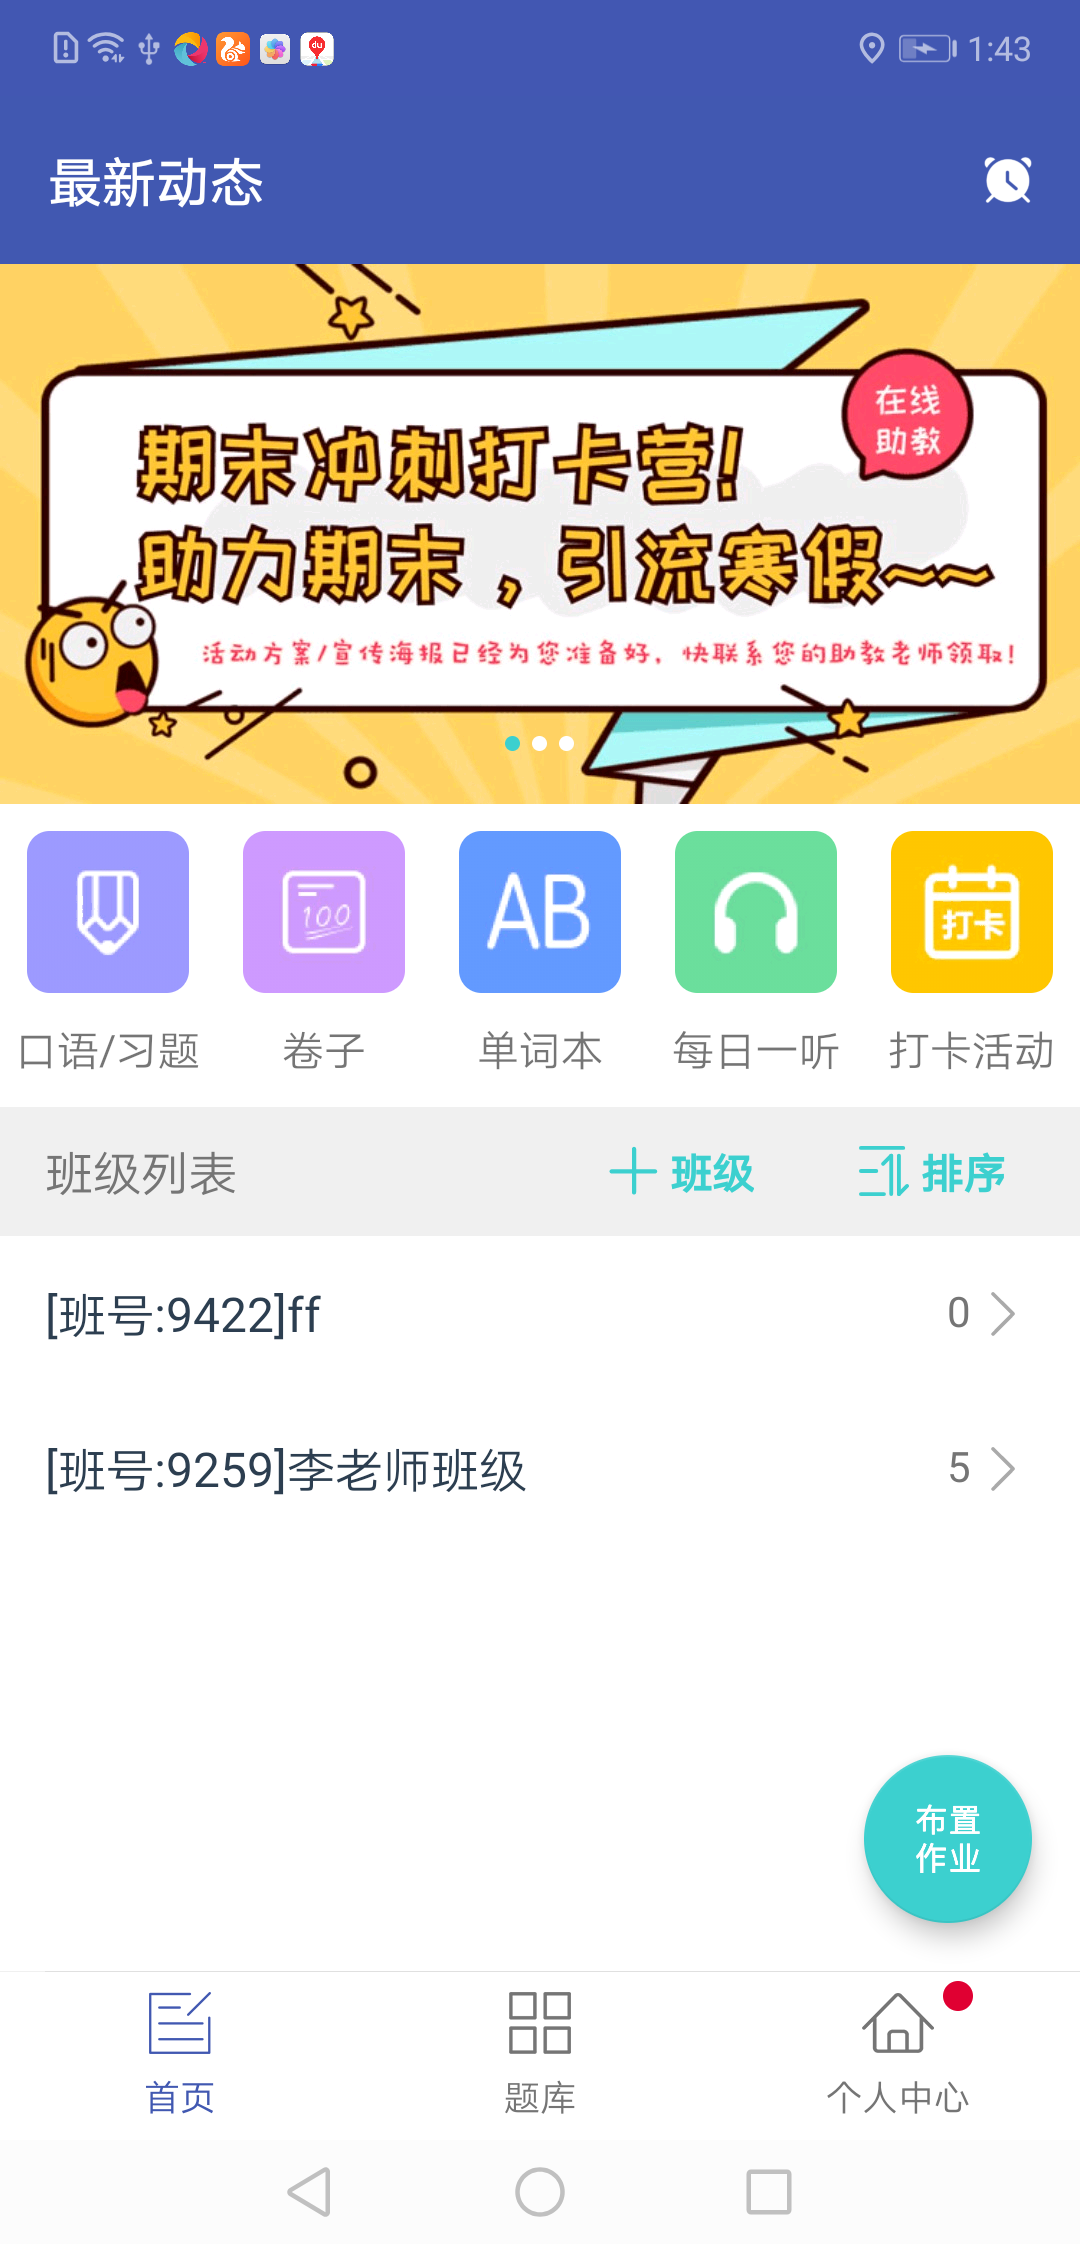 1:43
最新动态
在线
助教
期末冲刺打卡营!
助力期末，引流寒假~~
活动方案/宣传海报已经为您准备好，快联系您的助教老师领取!
100
AB
打卡
口语/习题
卷子
单词本
每日一听
打卡活动
班级列表
班级
排序
[班号:9422]ff
0
[班号:9259]李老师班级
5
布置
作业
首页
题库
个人中心